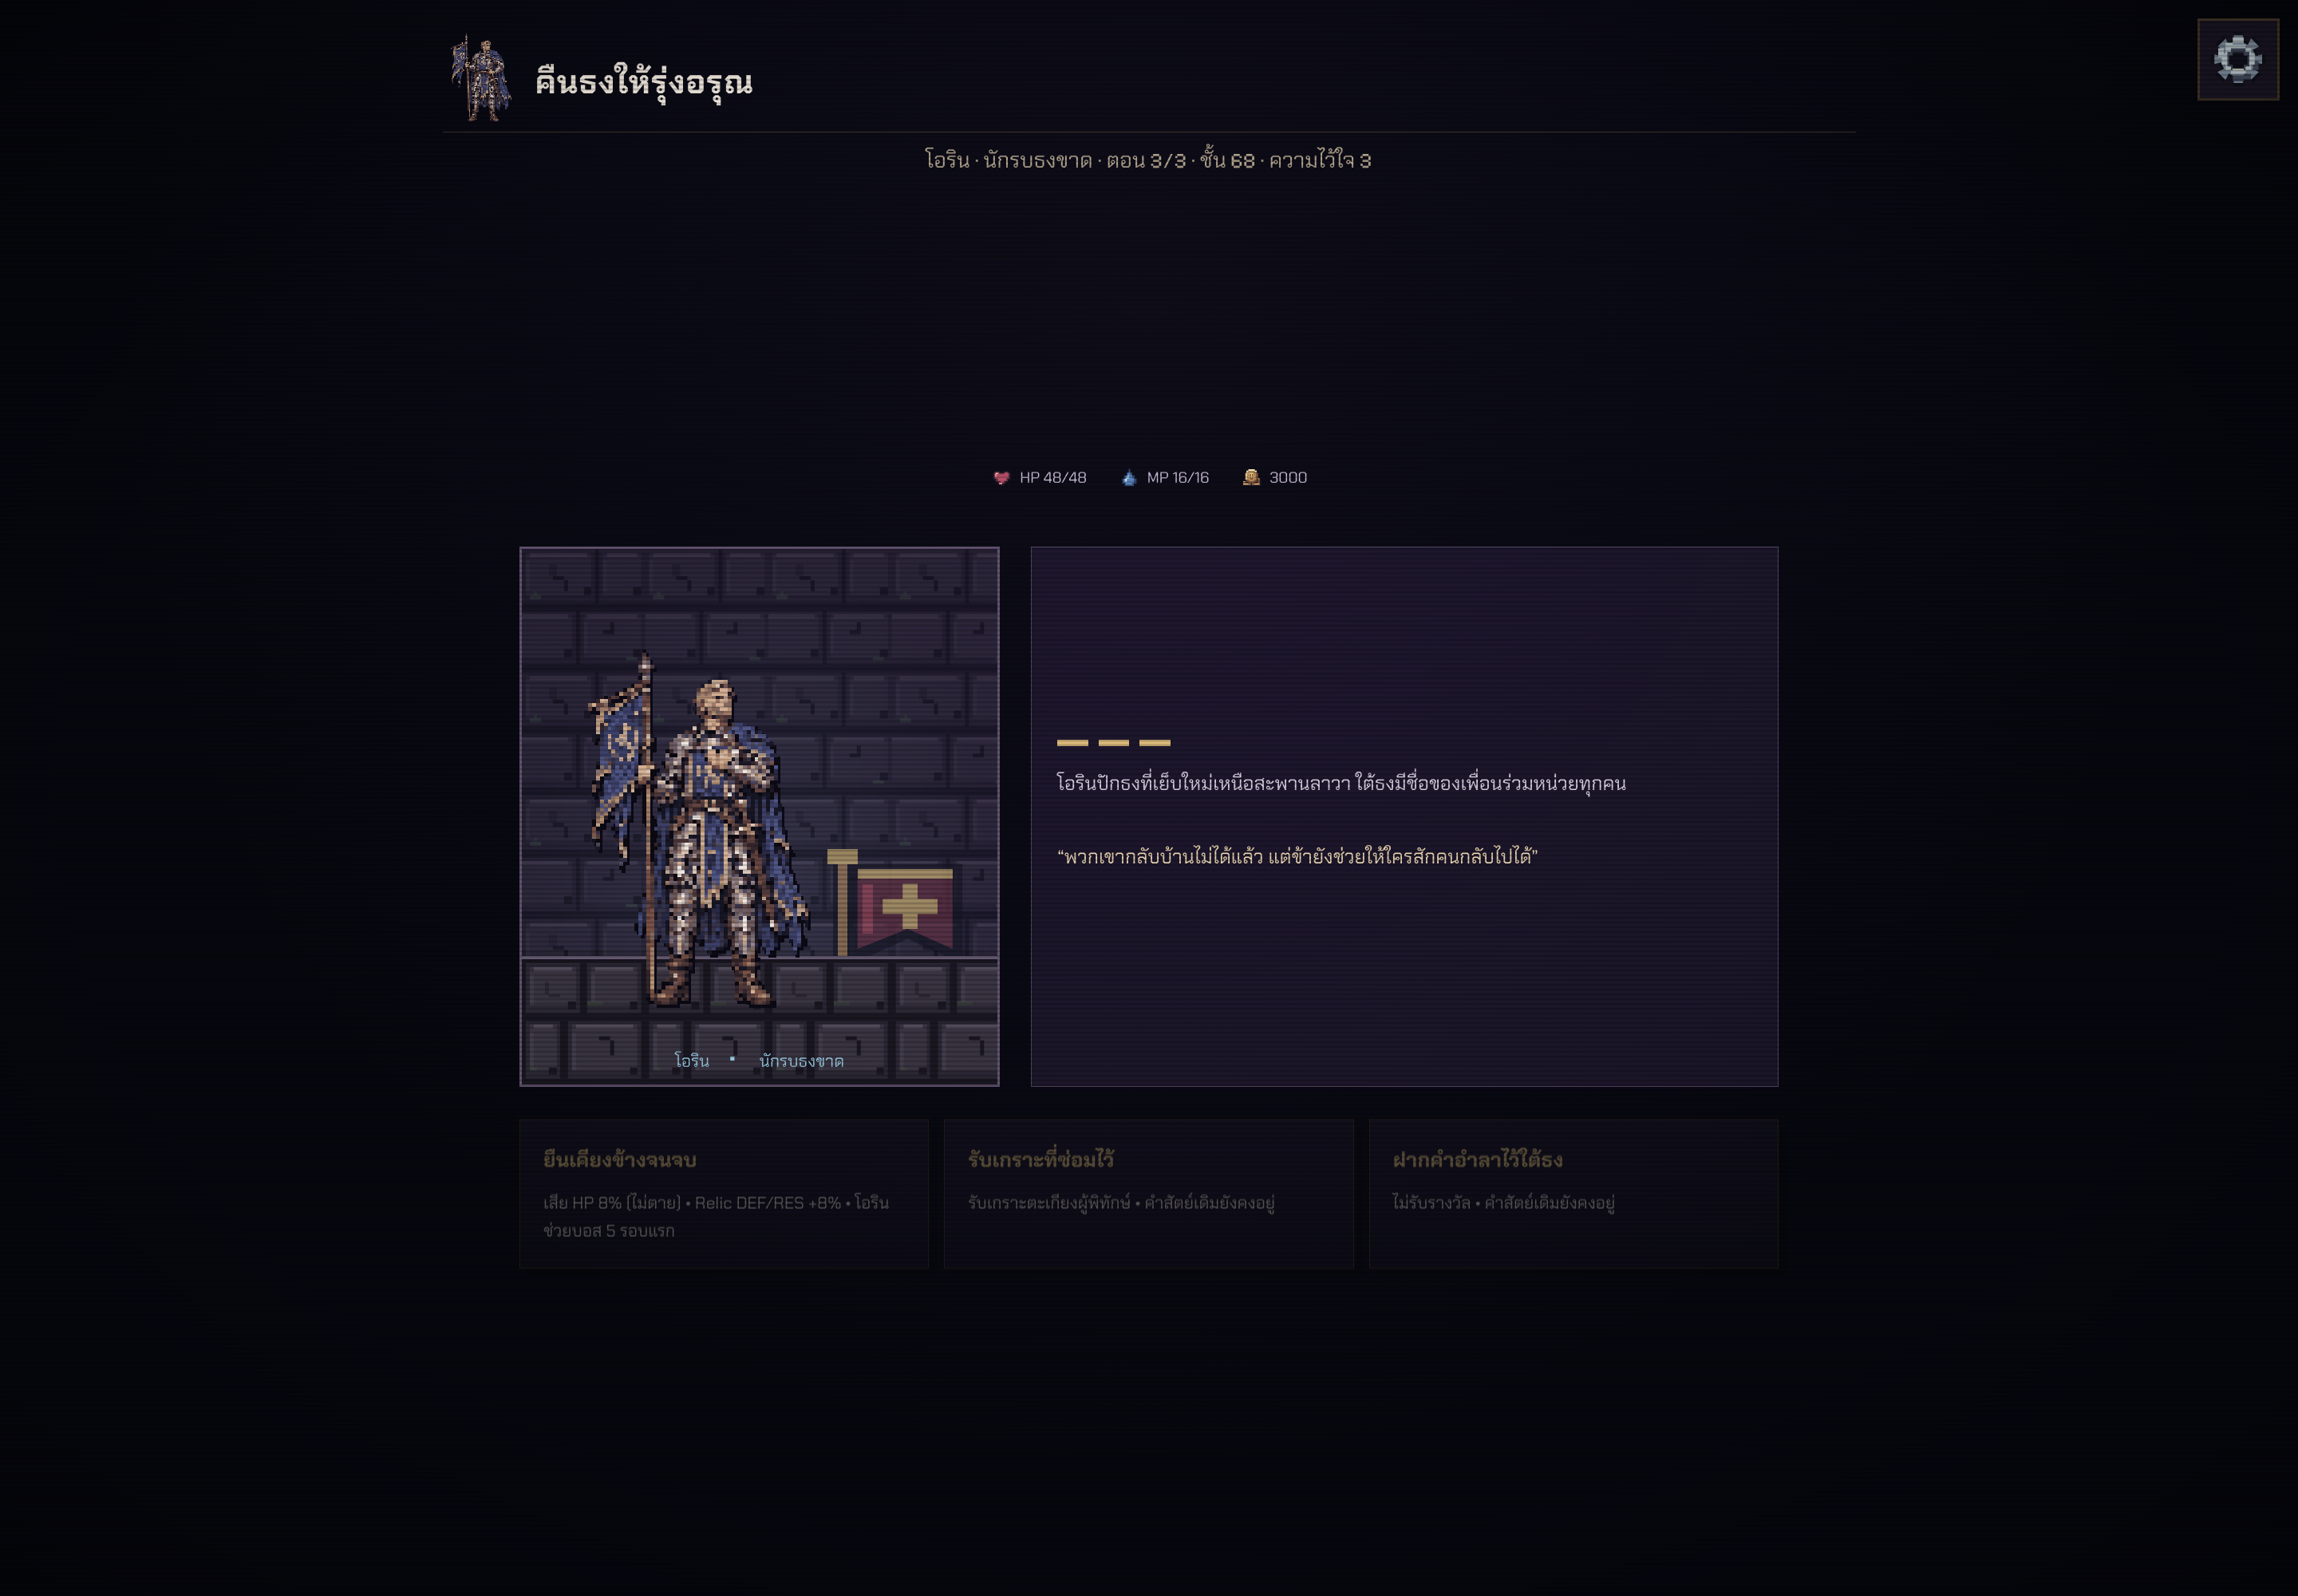 คืนธงให้รุ่งอรุณ
โอริน · นักรบธงขาด · ตอน 3/3 · ชั้น 68 · ความไว้ใจ 3
HP 48/48 MP 16/16 3000
โอรินปักธงที่เย็บใหม่เหนือสะพานลาวา ใต้ธงมีชื่อของเพื่อนร่วมหน่วยทุกคน
“พวกเขากลับบ้านไม่ได้แล้ว แต่ข้ายังช่วยให้ใครสักคนกลับไปได้”
โอริน · นักรบธงขาด
ยืนเคียงข้างจนจบ
เสีย HP 8% (ไม่ตาย) • Relic DEF/RES +8% • โอริน
ช่วยบอส 5 รอบแรก
รับเกราะที่ซ่อมไว้
รับเกราะตะเกียงผู้พิทักษ์ • คำสัตย์เดิมยังคงอยู่
ฝากคำอำลาไว้ใต้ธง
ไม่รับรางวัล • คำสัตย์เดิมยังคงอยู่